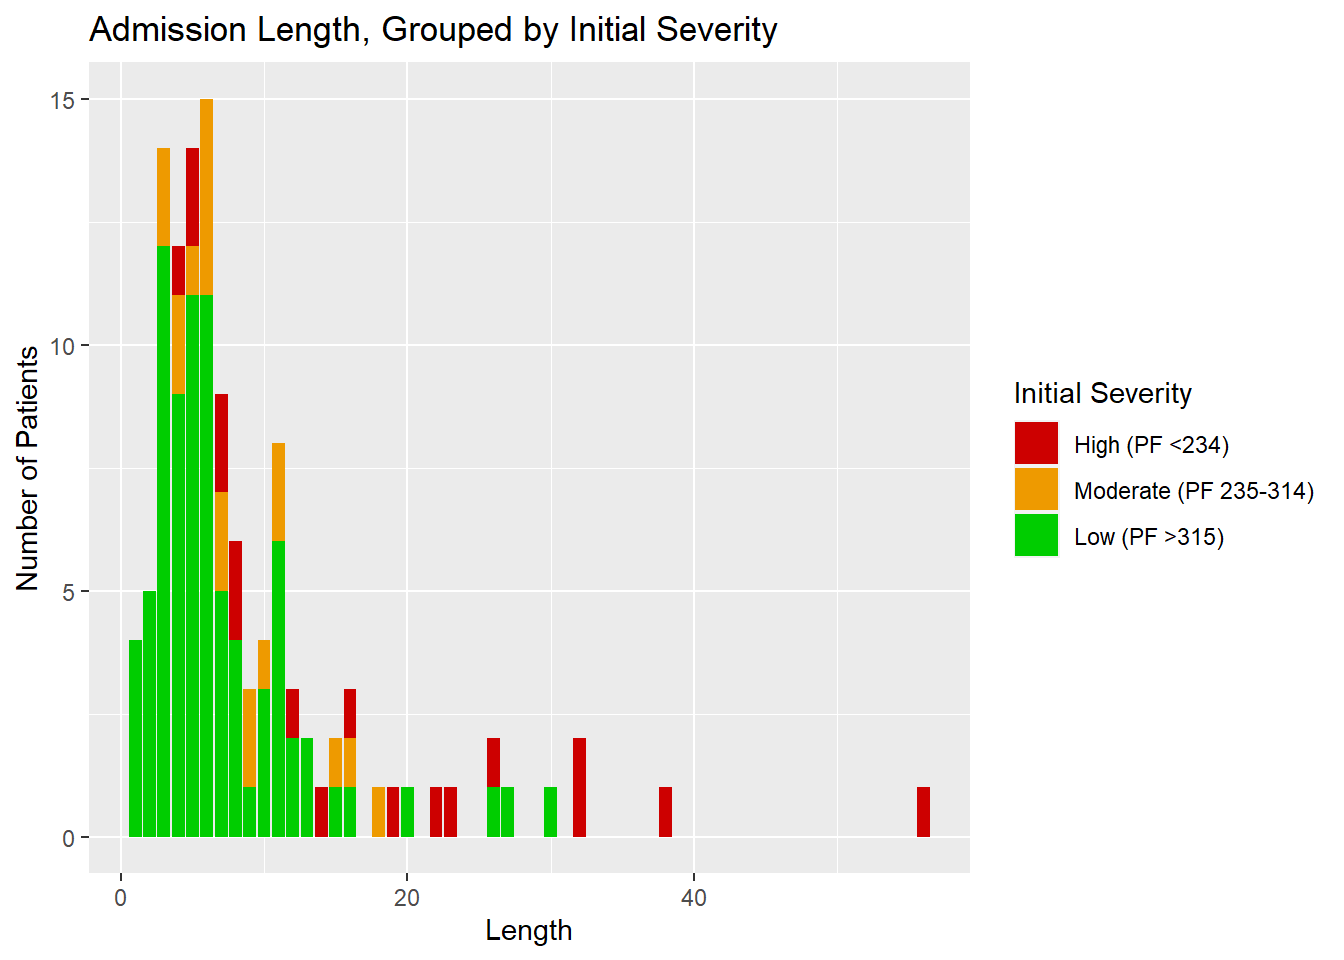 Admission Length, Grouped by Initial Severity
15
10
5
0
Number of Patients
0 20 40
Length
Initial Severity
High (PF <234)
Moderate (PF 235-314)
Low (PF >315)